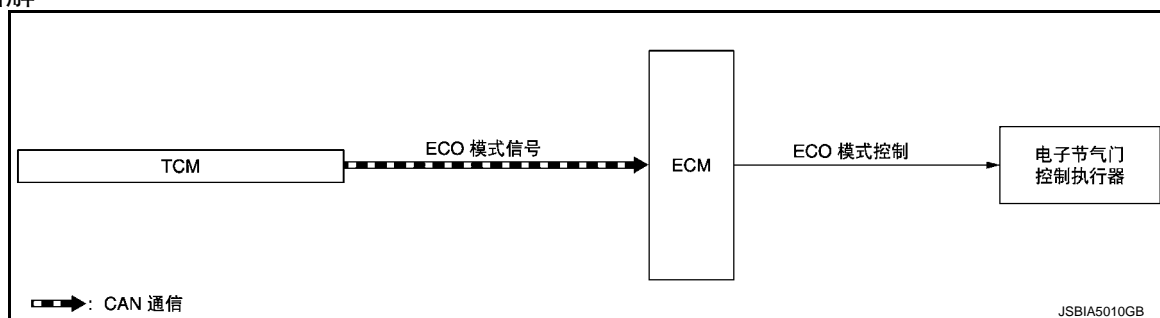 TCM
ECO 模式信号
ECM
ECO 模式控制
电子节气门
控制执行器
: CAN 通信
JSBIA5010GB